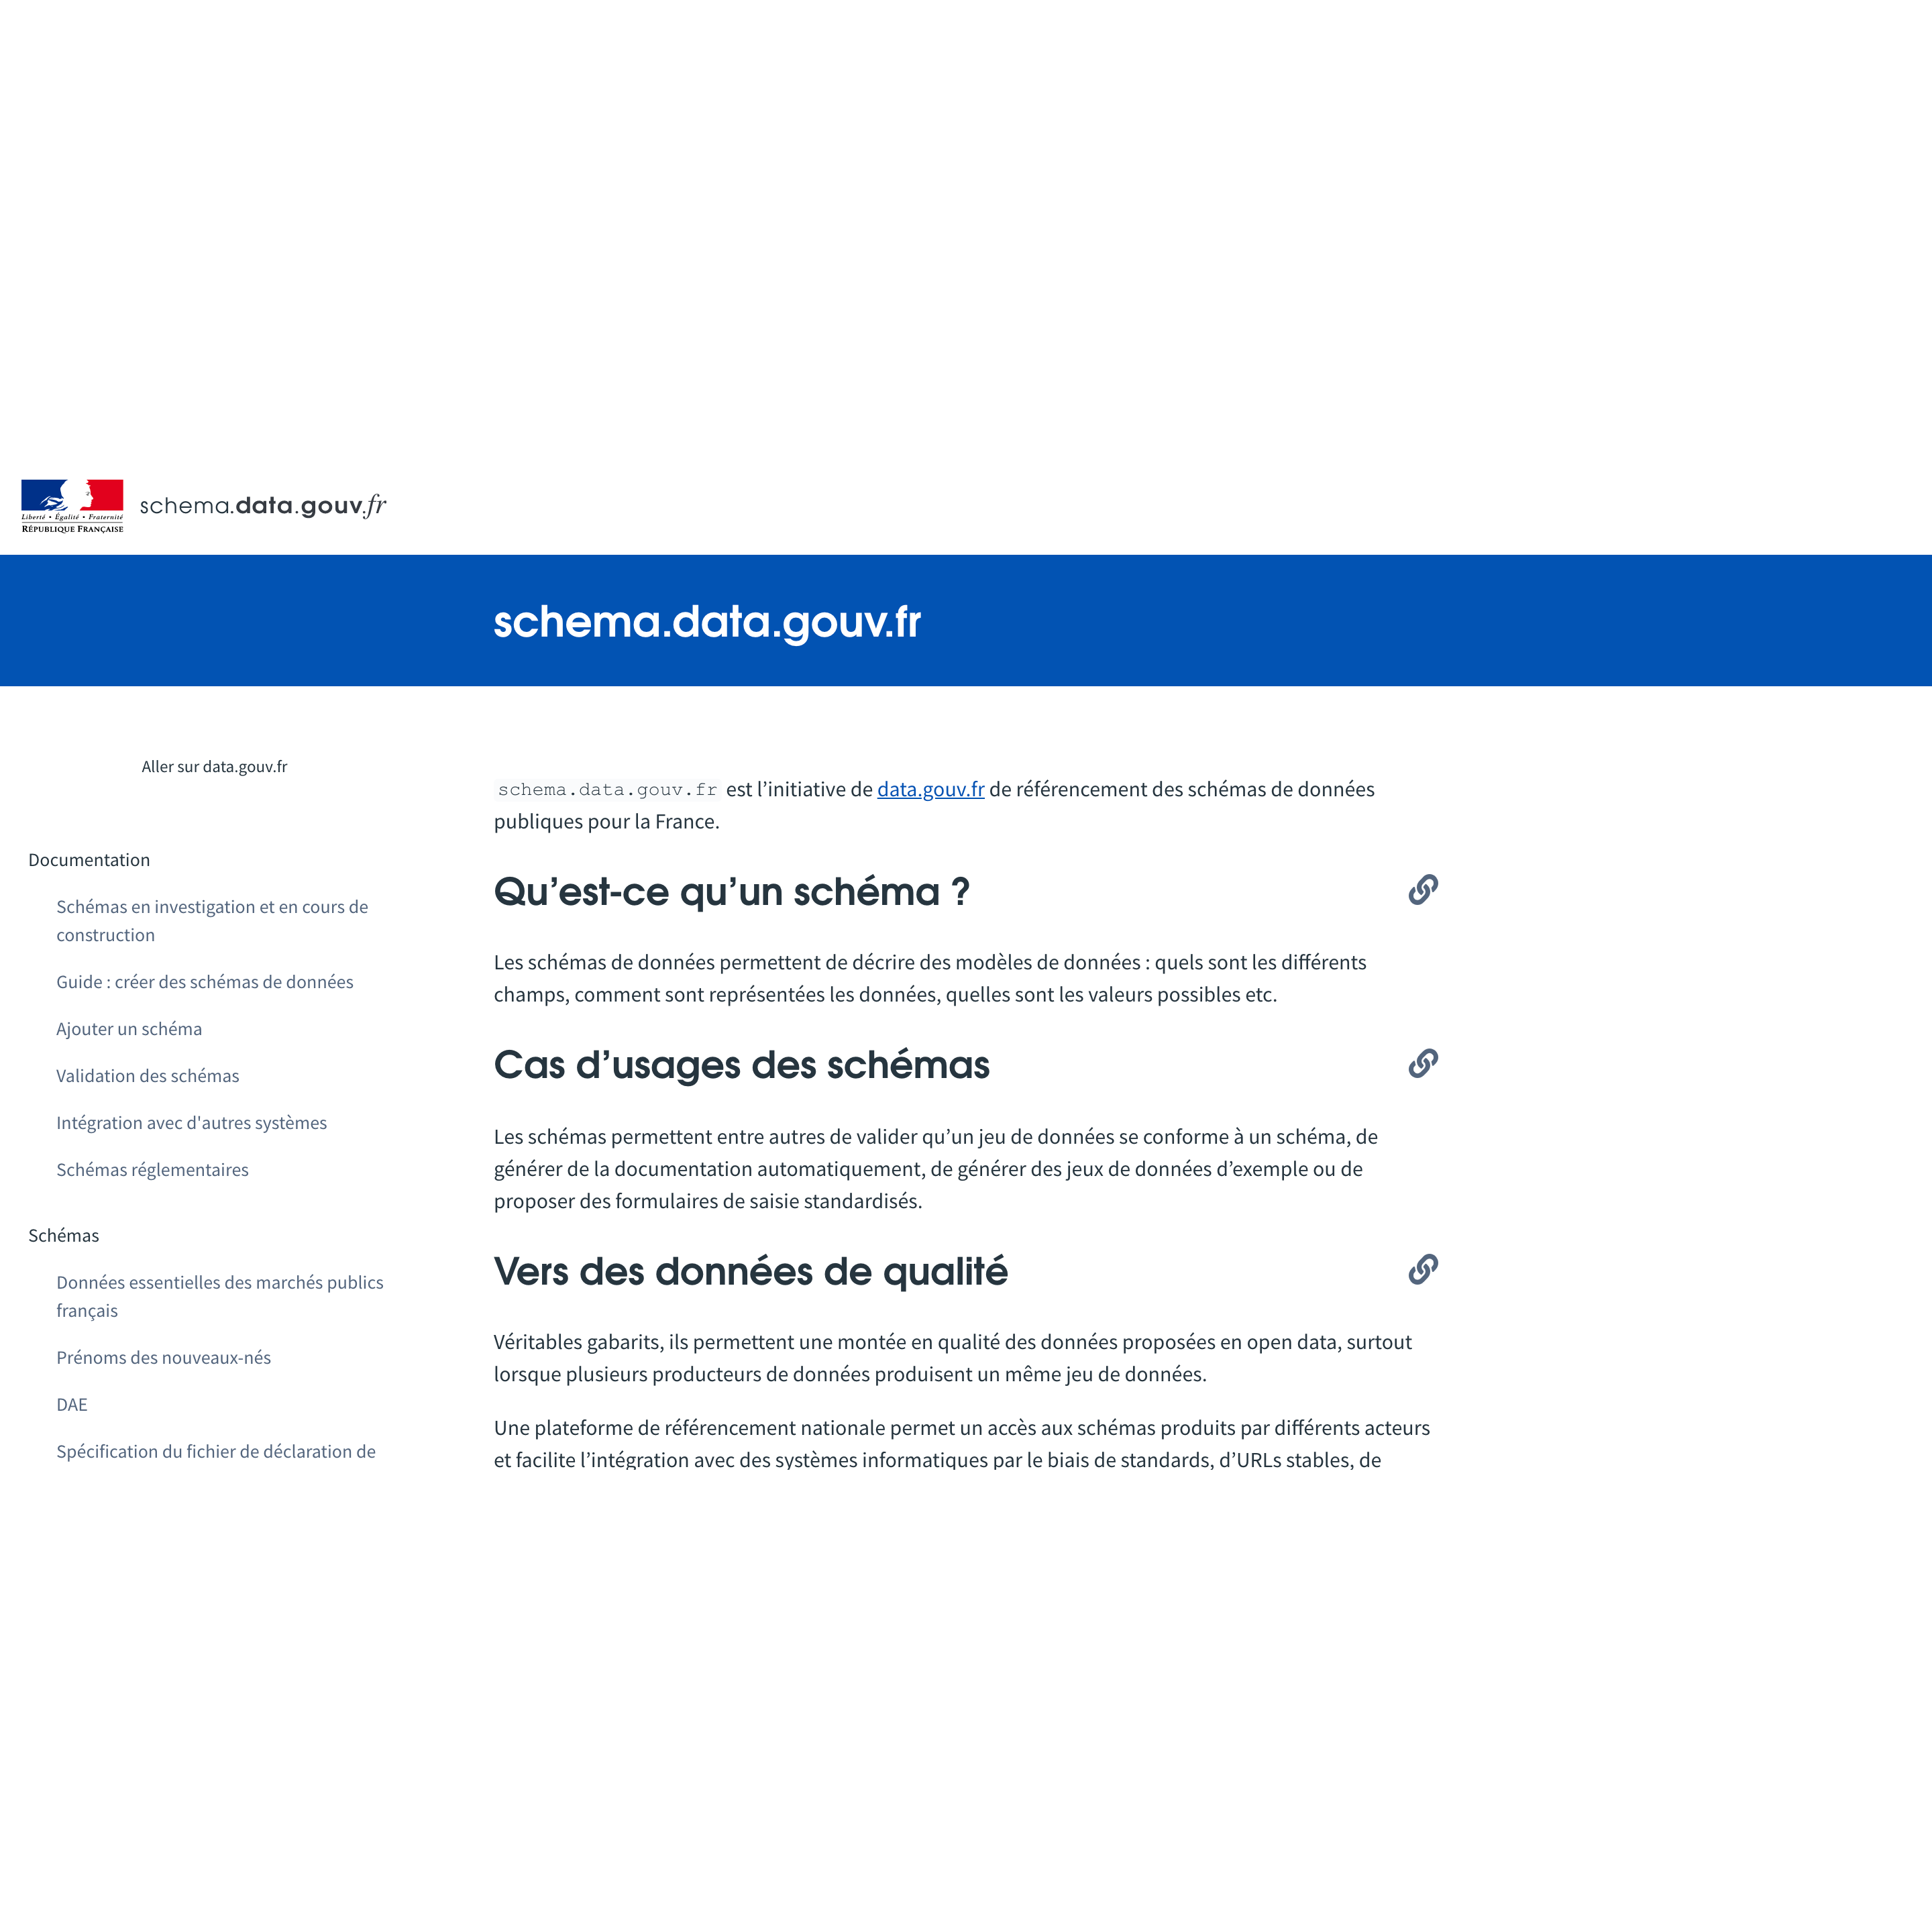 Liberté • Égalité • Fraternité
RÉPUBLIQUE FRANÇAISE
schema.data.gouv.fr
schema.data.gouv.fr
Aller sur data.gouv.fr
Documentation
Schémas en investigation et en cours de
construction
Guide : créer des schémas de données
Ajouter un schéma
Validation des schémas
Intégration avec d'autres systèmes
Schémas réglementaires
Schémas
Données essentielles des marchés publics
français
Prénoms des nouveaux-nés
DAE
Spécification du fichier de déclaration de
schema.data.gouv.fr est l’initiative de data.gouv.fr de référencement des schémas de données
publiques pour la France.
Qu’est-ce qu’un schéma ?
Les schémas de données permettent de décrire des modèles de données : quels sont les différents
champs, comment sont représentées les données, quelles sont les valeurs possibles etc.
Cas d’usages des schémas
Les schémas permettent entre autres de valider qu’un jeu de données se conforme à un schéma, de
générer de la documentation automatiquement, de générer des jeux de données d’exemple ou de
proposer des formulaires de saisie standardisés.
Vers des données de qualité
Véritables gabarits, ils permettent une montée en qualité des données proposées en open data, surtout
lorsque plusieurs producteurs de données produisent un même jeu de données.
Une plateforme de référencement nationale permet un accès aux schémas produits par différents acteurs
et facilite l’intégration avec des systèmes informatiques par le biais de standards, d’URLs stables, de